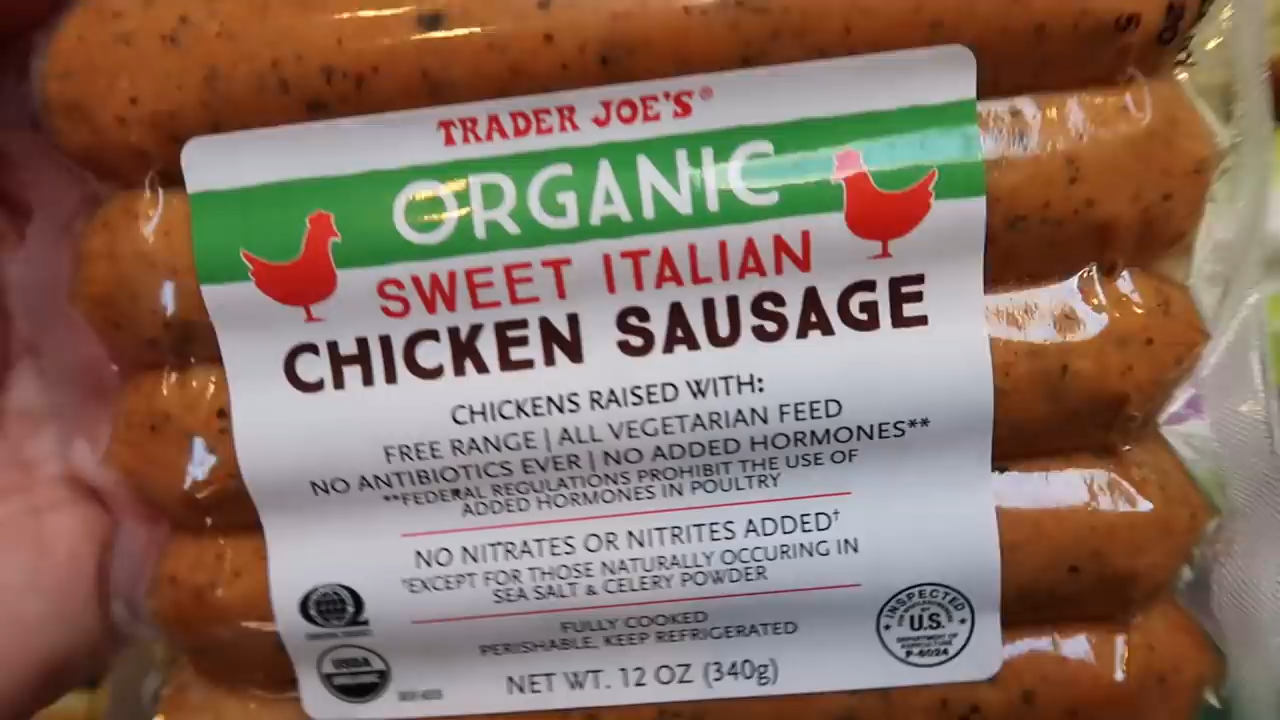 TRADER JOE'S®
ORGANIC
SWEET ITALIAN
CHICKEN SAUSAGE
CHICKENS RAISED WITH:
FREE RANGE | ALL VEGETARIAN FEED
NO ANTIBIOTICS EVER | NO ADDED HORMONES**
**FEDERAL REGULATIONS PROHIBIT THE USE OF
ADDED HORMONES IN POULTRY
NO NITRATES OR NITRITES ADDED†
†EXCEPT FOR THOSE NATURALLY OCCURING IN
SEA SALT & CELERY POWDER
FULLY COOKED
PERISHABLE, KEEP REFRIGERATED
NET WT. 12 OZ (340g)
USDA
ORGANIC
INSPECTED
U.S.
DEPARTMENT OF
AGRICULTURE
P-6024